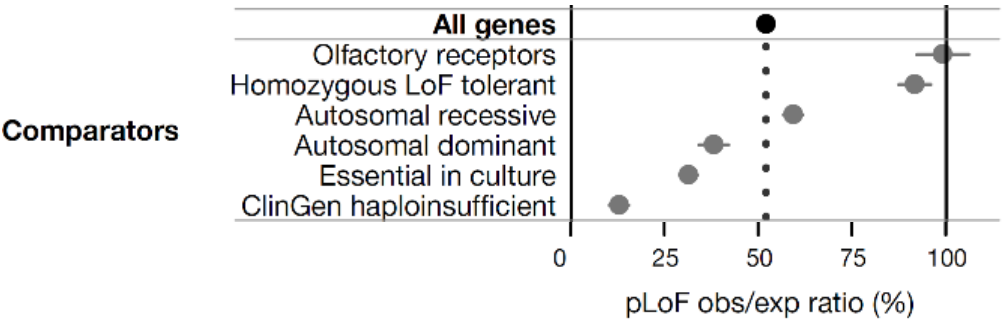 All genes
Olfactory receptors
Homozygous LoF tolerant
Autosomal recessive
Comparators
Autosomal dominant
Essential in culture
ClinGen haploinsufficient
0 25 50 75 100
pLoF obs/exp ratio (%)